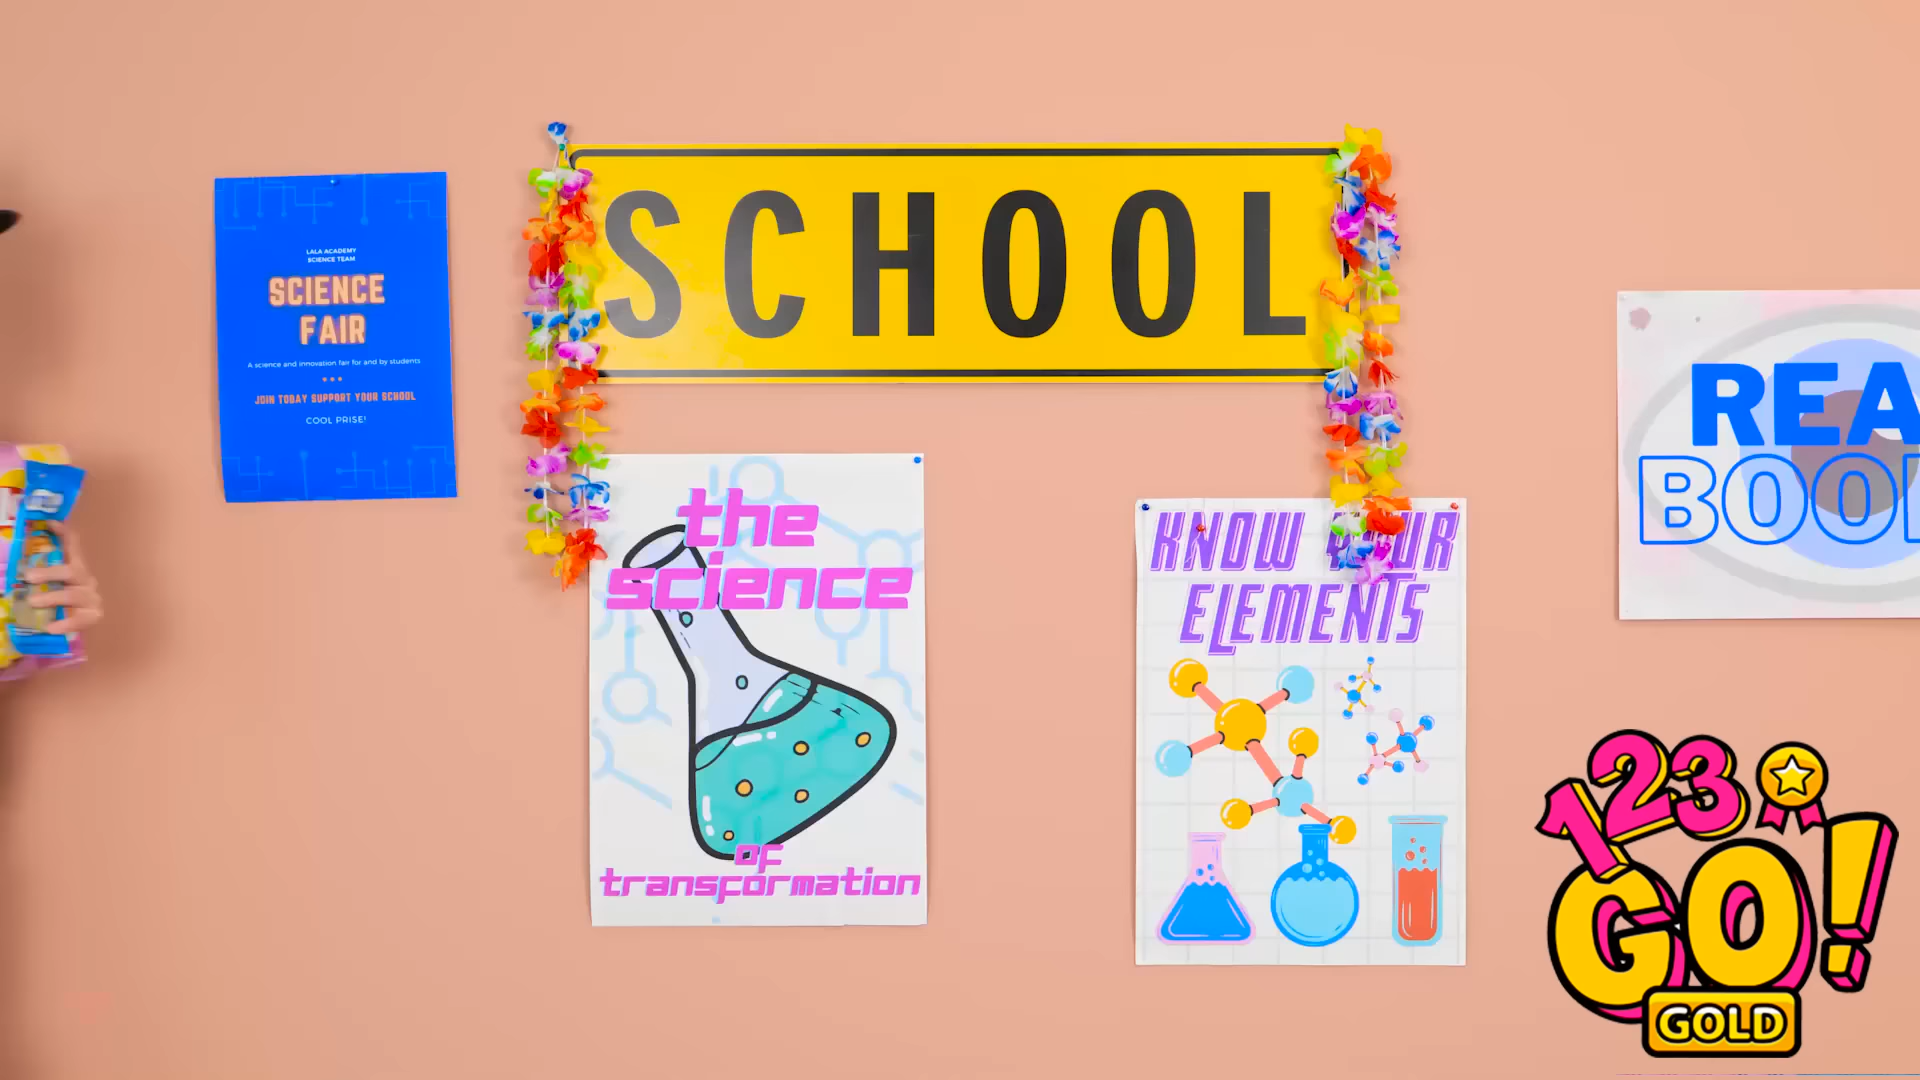 SCHOOL
LALA ACADEMY
SCIENCE TEAM
SCIENCE
FAIR
A science and innovation fair for and by students
JOIN TODAY SUPPORT YOUR SCHOOL
COOL PRISE!
the
science
of
transformation
KNOW YOUR
ELEMENTS
REA
BOO
123
GO!
GOLD